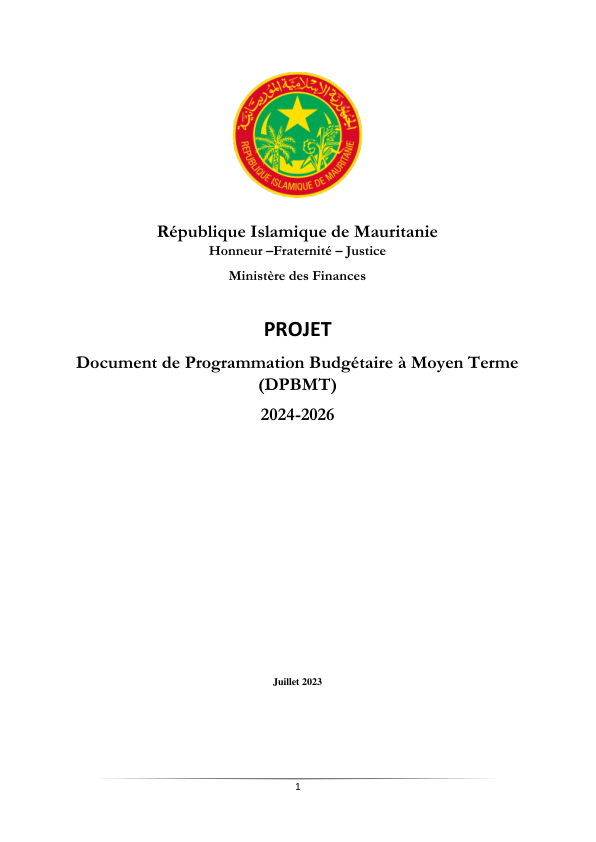 الجمهورية الإسلامية الموريتانية
REPUBLIQUE ISLAMIQUE DE MAURITANIE
République Islamique de Mauritanie
Honneur –Fraternité – Justice
Ministère des Finances
PROJET
Document de Programmation Budgétaire à Moyen Terme
(DPBMT)
2024-2026
Juillet 2023
1